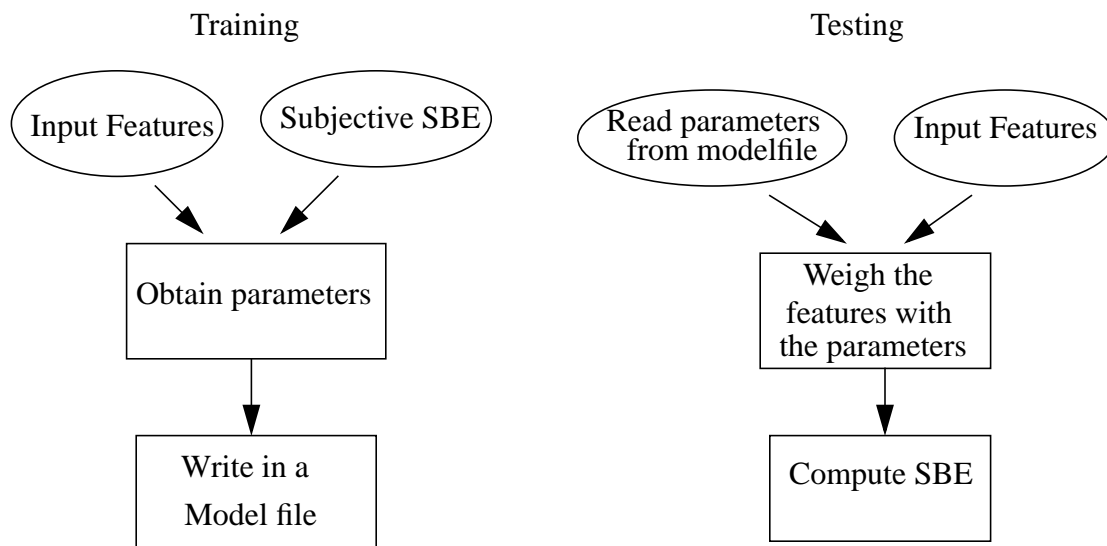 Training
Input Features
Subjective SBE
Obtain parameters
Write in a
Model file
Testing
Read parameters
from modelfile
Input Features
Weigh the
features with
the parameters
Compute SBE